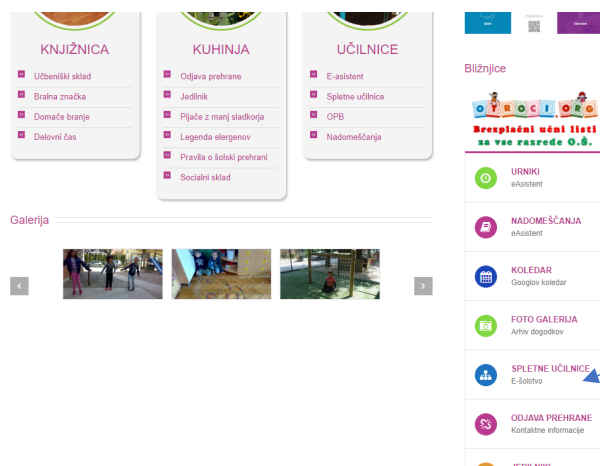 KNJIŽNICA
Učbeniški sklad
Bralna značka
Domače branje
Delovni čas
KUHINJA
Odjava prehrane
Jedilnik
Pijače z manj sladkorja
Legenda elergenov
Pravila o šolski prehrani
Socialni sklad
UČILNICE
E-asistent
Spletne učilnice
OPB
Nadomeščanja
Galerija
Bližnjice
OTROCI.ORG
Brezplačni učni listi
za vse razrede O.Š.
URNIKI
eAsistent
NADOMEŠČANJA
eAsistent
KOLEDAR
Googlov koledar
FOTO GALERIJA
Arhiv dogodkov
SPLETNE UČILNICE
E-šolstvo
ODJAVA PREHRANE
Kontaktne informacije
JEDILNIKI